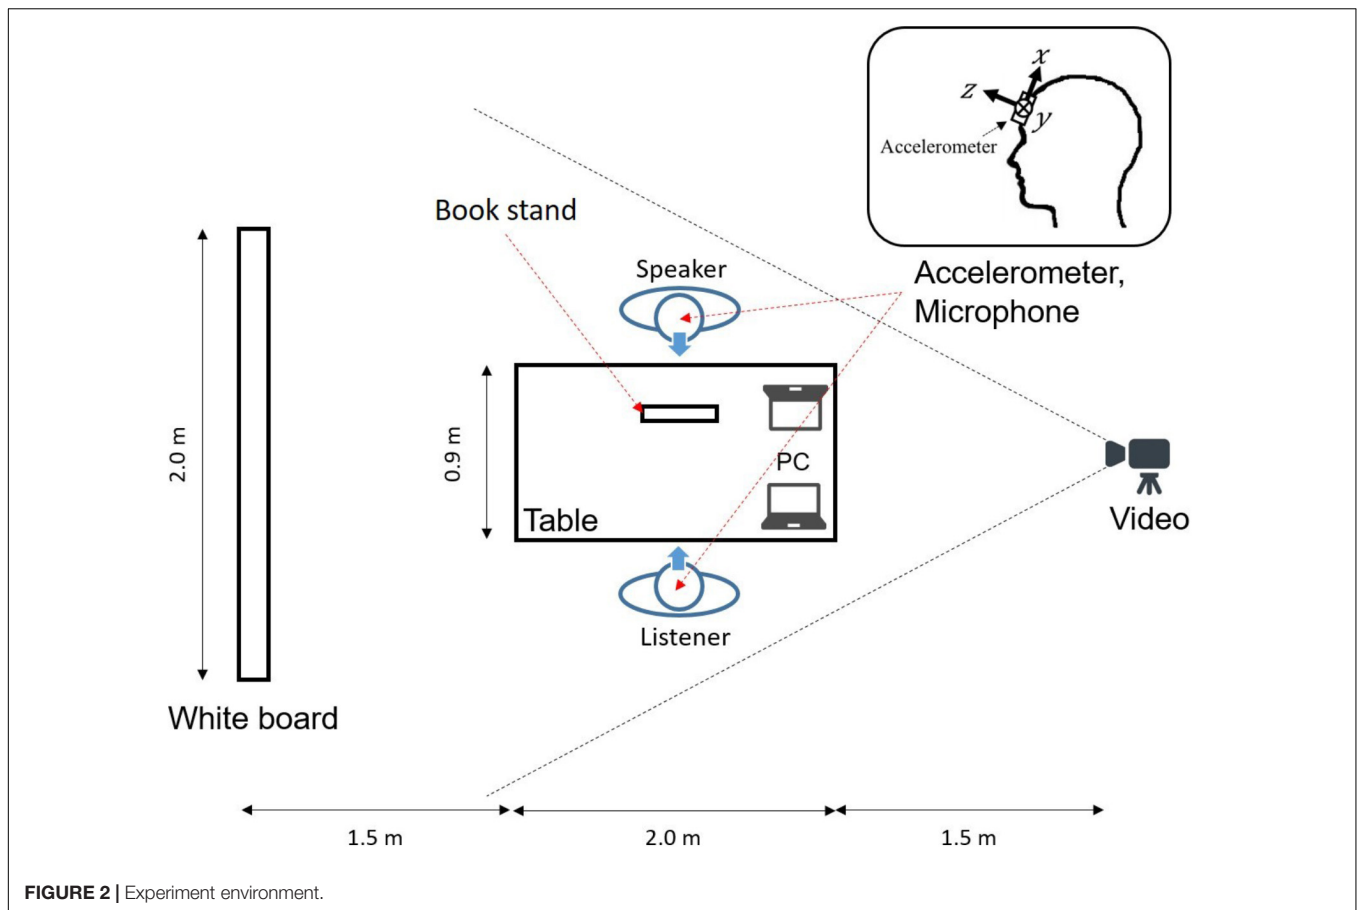 x
z
y
Accelerometer
Book stand
Speaker
Accelerometer,
Microphone
2.0 m
0.9 m
PC
Table
Video
Listener
White board
1.5 m
2.0 m
1.5 m
FIGURE 2 | Experiment environment.